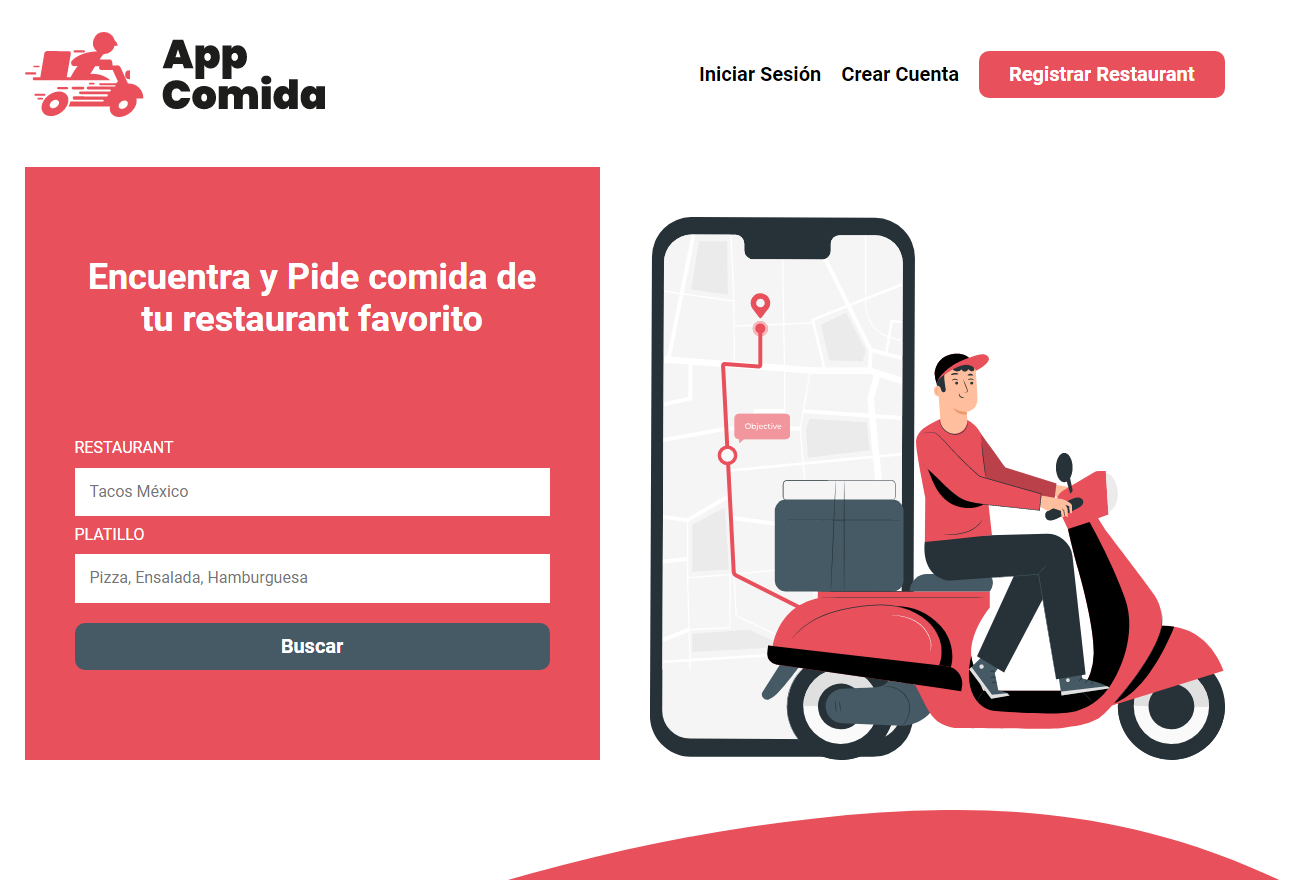 App
Comida
Iniciar Sesión
Crear Cuenta
Registrar Restaurant
Encuentra y Pide comida de
tu restaurant favorito
RESTAURANT
Tacos México
PLATILLO
Pizza, Ensalada, Hamburguesa
Buscar
Objective